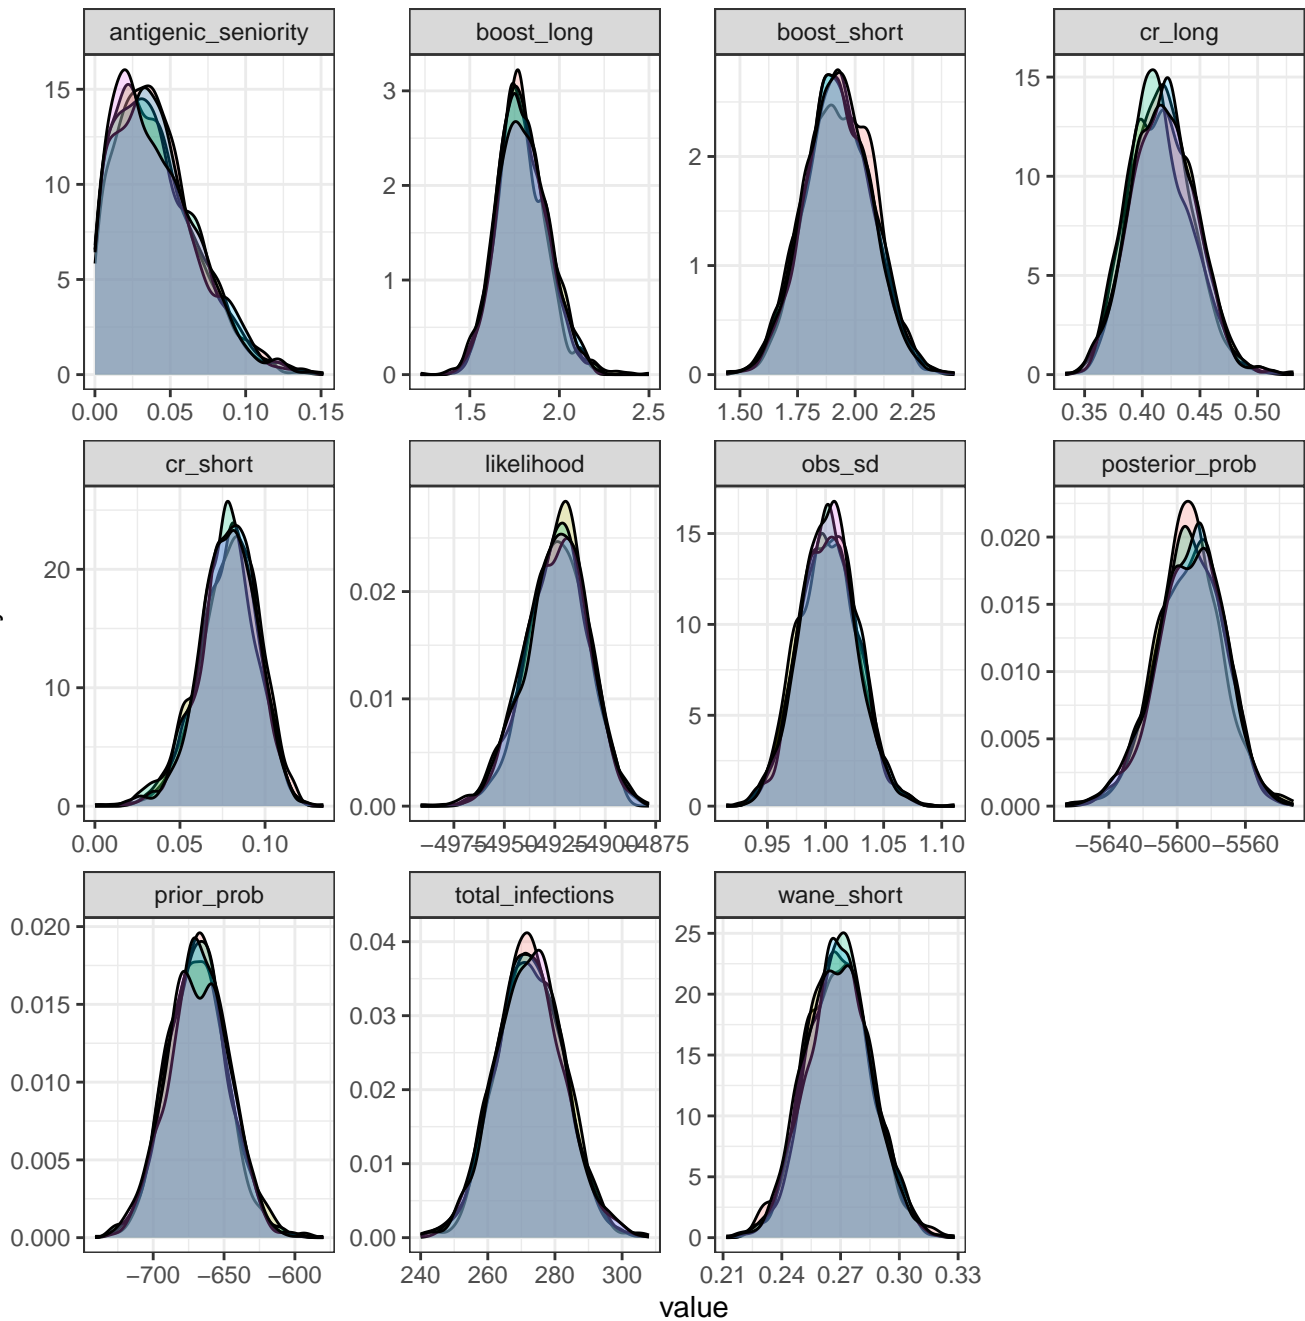 antigenic_seniority boost_long boost_short cr_long
15 10 5 0
3 2 1 0
2 1 0
15 10 5 0
0.00 0.05 0.10 0.15
1.5 2.0 2.5
1.50 1.75 2.00 2.25
0.35 0.40 0.45 0.50
cr_short likelihood obs_sd posterior_prob
20 10 0
0.02 0.01 0.00
15 10 5 0
0.020 0.015 0.010 0.005 0.000
0.00 0.05 0.10
−4975 −4950 −4925 −4900 −4875
0.95 1.00 1.05 1.10
−5640 −5600 −5560
prior_prob total_infections wane_short
0.020 0.015 0.010 0.005 0.000
0.04 0.03 0.02 0.01 0.00
25 20 15 10 5 0
−700 −650 −600
240 260 280 300
0.21 0.24 0.27 0.30 0.33
value